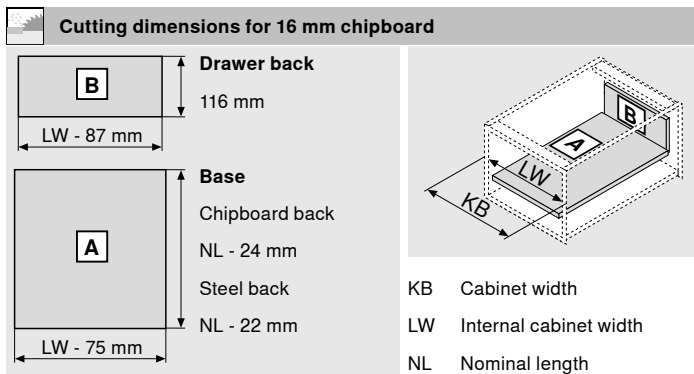 Cutting dimensions for 16 mm chipboard
B
Drawer back
116 mm
LW - 87 mm
A
Base
Chipboard back
NL - 24 mm
Steel back
NL - 22 mm
LW - 75 mm
B
A
LW
KB
KB Cabinet width
LW Internal cabinet width
NL Nominal length